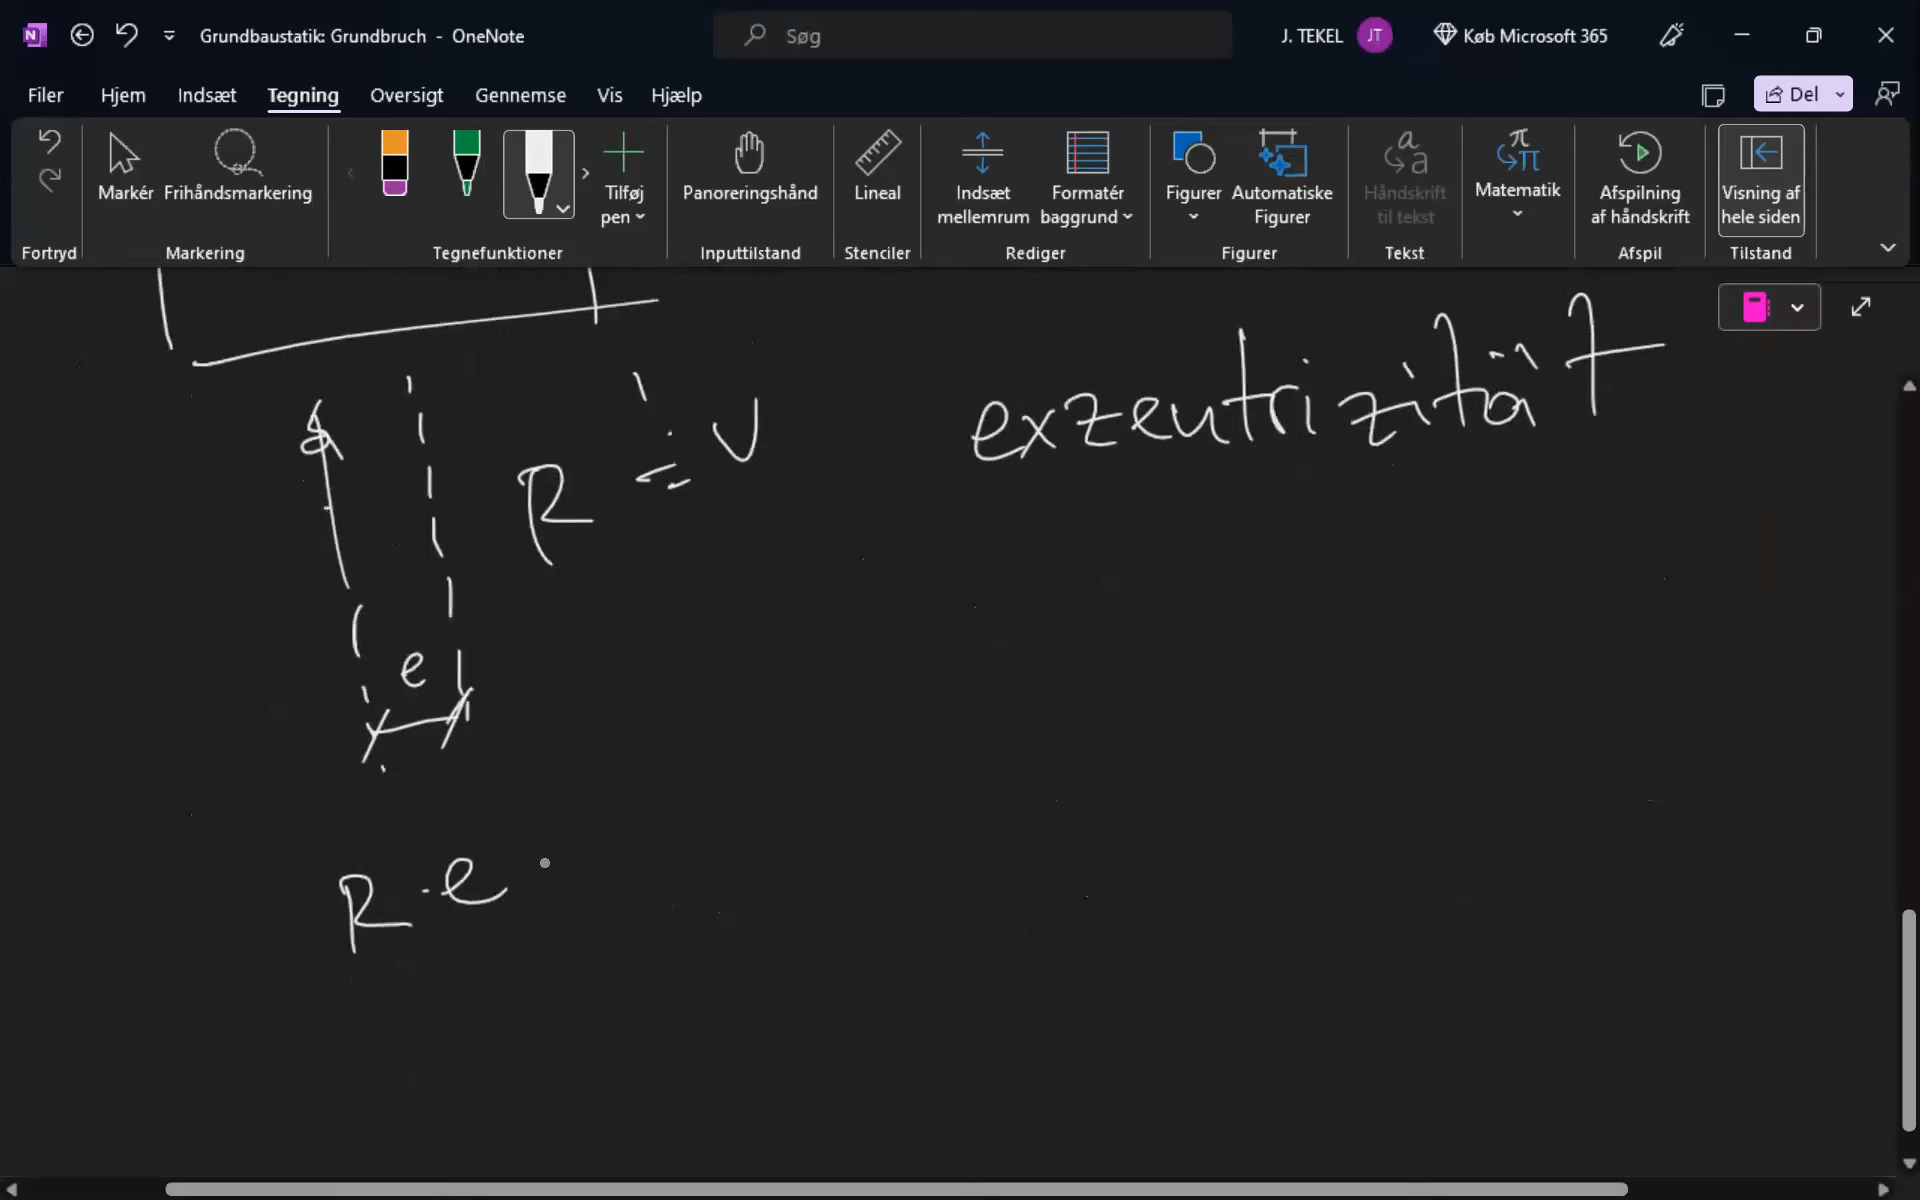 Grundbaustatik: Grundbruch - OneNote
Søg
J. TEKEL
JT
Køb Microsoft 365
Filer
Hjem
Indsæt
Tegning
Oversigt
Gennemse
Vis
Hjælp
Del
Markér
Frihåndsmarkering
Tilføj pen
Panoreringshånd
Lineal
Indsæt mellemrum
Formatér baggrund
Figurer
Automatiske Figurer
Håndskrift til tekst
Matematik
Afspilning af håndskrift
Visning af hele siden
Fortryd
Markering
Tegnefunktioner
Inputtilstand
Stenciler
Rediger
Figurer
Tekst
Afspil
Tilstand
exzentrizität
R = V
e
R · e